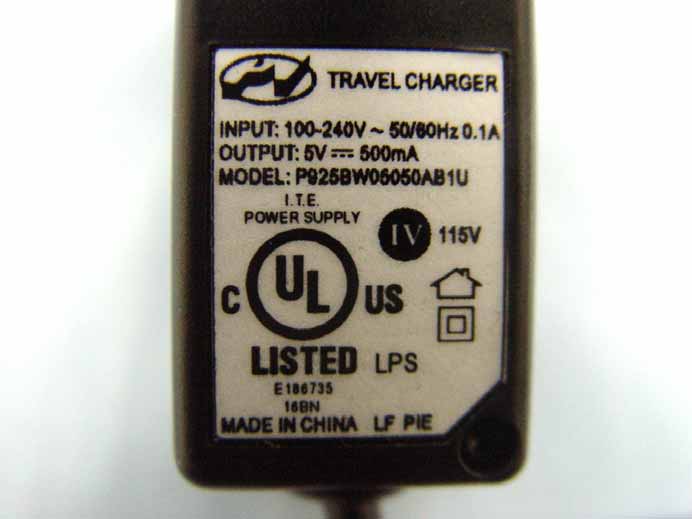 TRAVEL CHARGER
INPUT: 100-240V ~ 50/60Hz 0.1A
OUTPUT: 5V ⎓ 500mA
MODEL: P925BW05050AB1U
I.T.E.
POWER SUPPLY
IV 115V
C UL US
LISTED LPS
E186735
16BN
MADE IN CHINA LF PIE